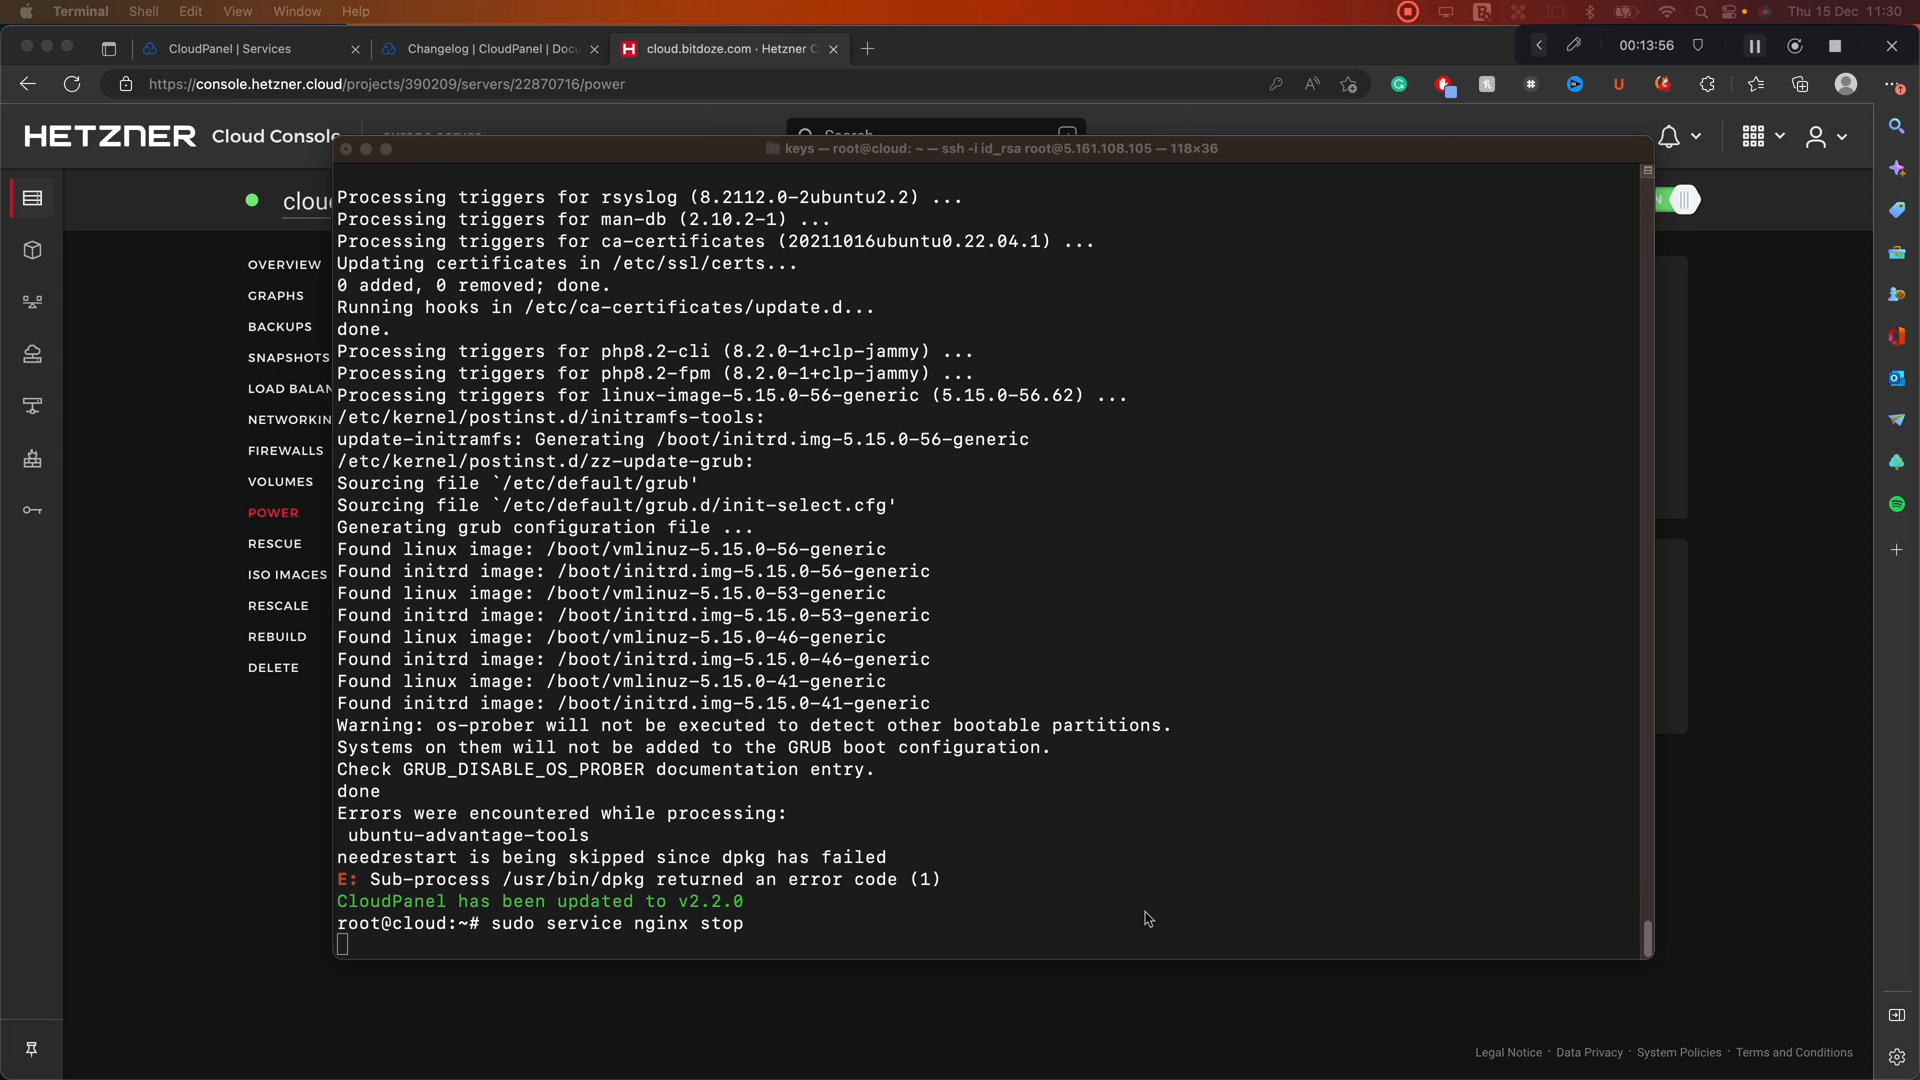 Terminal Shell Edit View Window Help
Thu 15 Dec 11:30
CloudPanel | Services
Changelog | CloudPanel | Docu
cloud.bitdoze.com · Hetzner C
00:13:56
https://console.hetzner.cloud/projects/390209/servers/22870716/power
HETZNER Cloud Console
keys — root@cloud: ~ — ssh -i id_rsa root@5.161.108.105 — 118×36
clou
OVERVIEW
GRAPHS
BACKUPS
SNAPSHOTS
LOAD BALAN
NETWORKIN
FIREWALLS
VOLUMES
POWER
RESCUE
ISO IMAGES
RESCALE
REBUILD
DELETE
Processing triggers for rsyslog (8.2112.0-2ubuntu2.2) ...
Processing triggers for man-db (2.10.2-1) ...
Processing triggers for ca-certificates (20211016ubuntu0.22.04.1) ...
Updating certificates in /etc/ssl/certs...
0 added, 0 removed; done.
Running hooks in /etc/ca-certificates/update.d...
done.
Processing triggers for php8.2-cli (8.2.0-1+clp-jammy) ...
Processing triggers for php8.2-fpm (8.2.0-1+clp-jammy) ...
Processing triggers for linux-image-5.15.0-56-generic (5.15.0-56.62) ...
/etc/kernel/postinst.d/initramfs-tools:
update-initramfs: Generating /boot/initrd.img-5.15.0-56-generic
/etc/kernel/postinst.d/zz-update-grub:
Sourcing file `/etc/default/grub'
Sourcing file `/etc/default/grub.d/init-select.cfg'
Generating grub configuration file ...
Found linux image: /boot/vmlinuz-5.15.0-56-generic
Found initrd image: /boot/initrd.img-5.15.0-56-generic
Found linux image: /boot/vmlinuz-5.15.0-53-generic
Found initrd image: /boot/initrd.img-5.15.0-53-generic
Found linux image: /boot/vmlinuz-5.15.0-46-generic
Found initrd image: /boot/initrd.img-5.15.0-46-generic
Found linux image: /boot/vmlinuz-5.15.0-41-generic
Found initrd image: /boot/initrd.img-5.15.0-41-generic
Warning: os-prober will not be executed to detect other bootable partitions.
Systems on them will not be added to the GRUB boot configuration.
Check GRUB_DISABLE_OS_PROBER documentation entry.
done
Errors were encountered while processing:
ubuntu-advantage-tools
needrestart is being skipped since dpkg has failed
E: Sub-process /usr/bin/dpkg returned an error code (1)
CloudPanel has been updated to v2.2.0
root@cloud:~# sudo service nginx stop
Legal Notice · Data Privacy · System Policies · Terms and Conditions